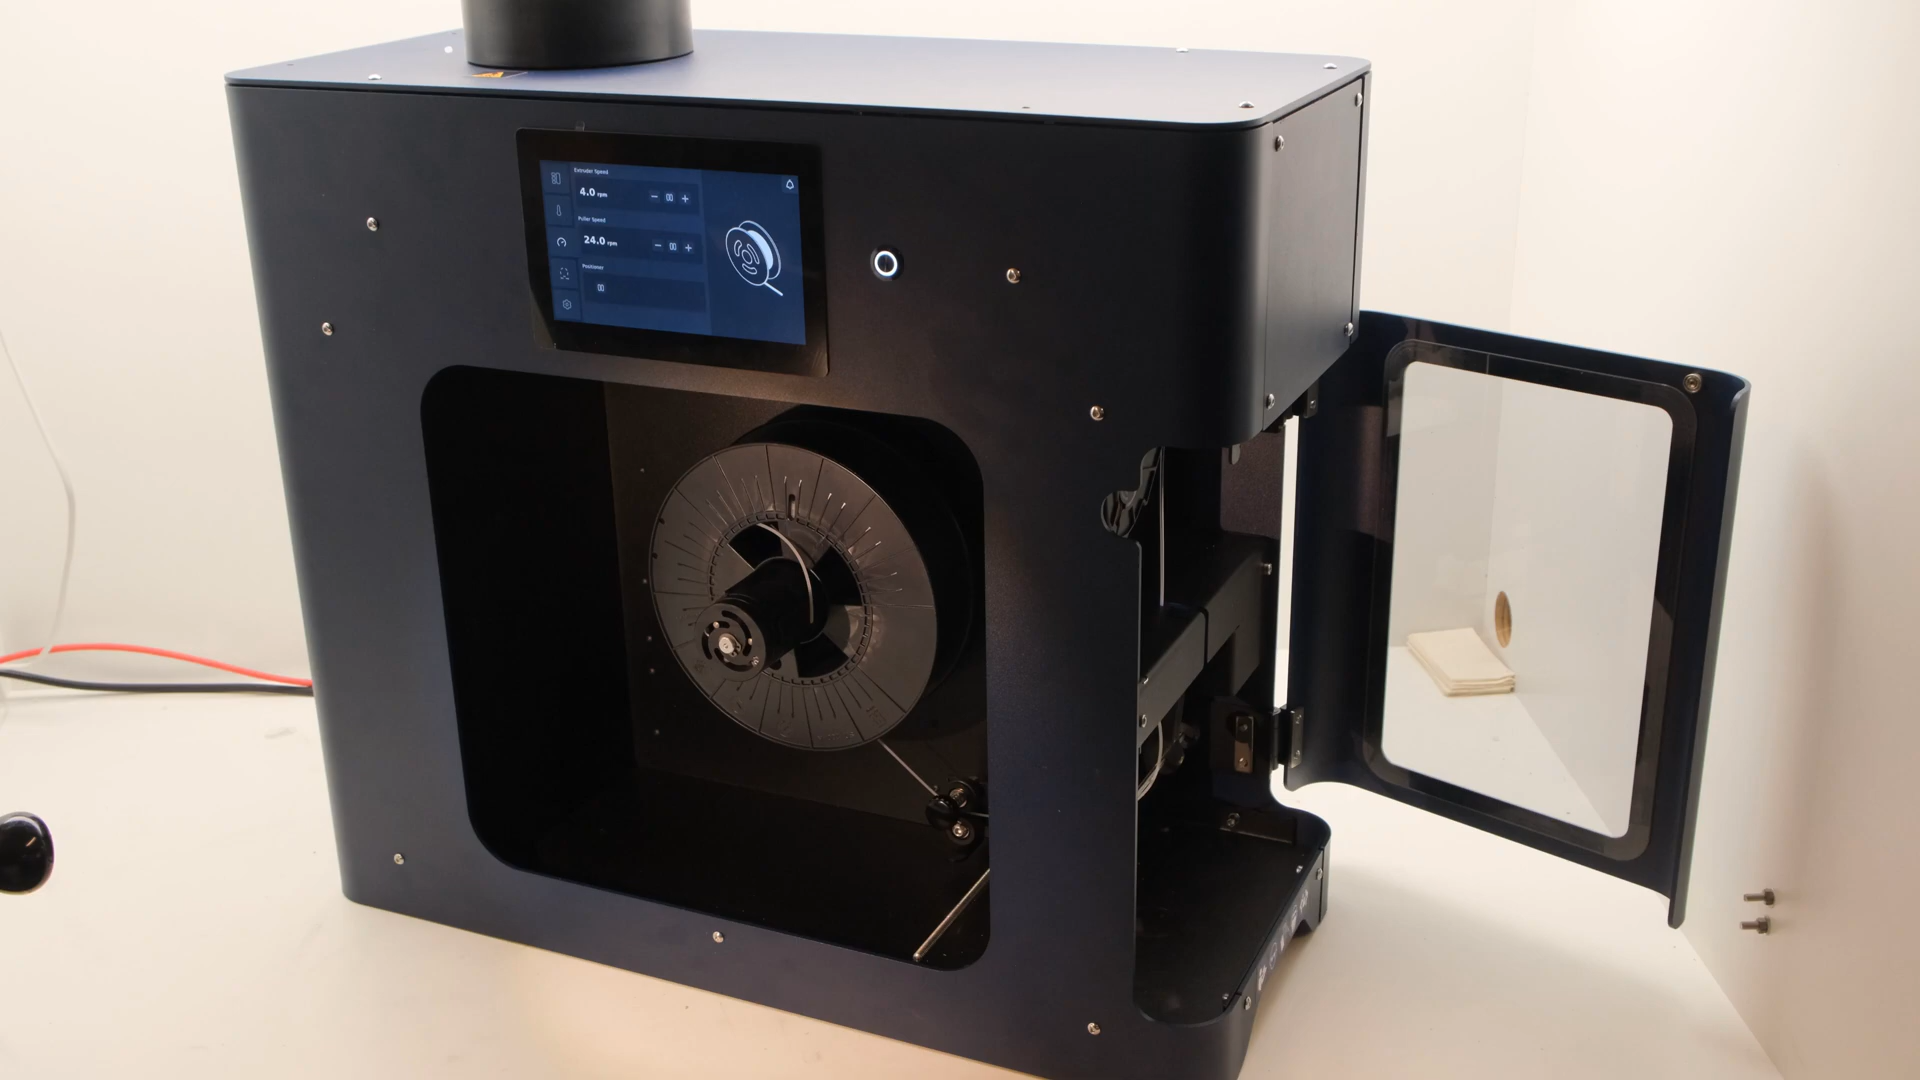 Extruder Speed
4.0 rpm
Puller Speed
24.0 rpm
Positioner